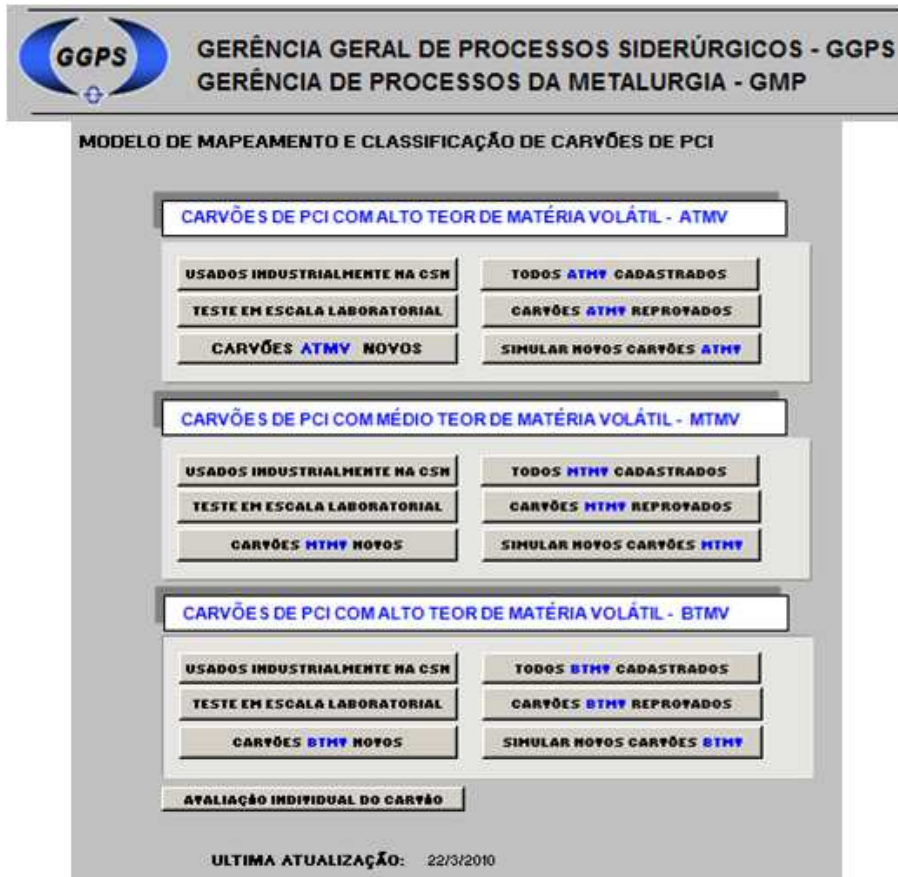 GGPS
GERÊNCIA GERAL DE PROCESSOS SIDERÚRGICOS - GGPS
GERÊNCIA DE PROCESSOS DA METALURGIA - GMP
MODELO DE MAPEAMENTO E CLASSIFICAÇÃO DE CARVÕES DE PCI
CARVÕES DE PCI COM ALTO TEOR DE MATÉRIA VOLÁTIL - ATMV
USADOS INDUSTRIALMENTE NA CSN
TODOS ATMV CADASTRADOS
TESTE EM ESCALA LABORATORIAL
CARVÕES ATMV REPROVADOS
CARVÕES ATMV NOVOS
SIMULAR NOVOS CARVÕES ATMV
CARVÕES DE PCI COM MÉDIO TEOR DE MATÉRIA VOLÁTIL - MTMV
USADOS INDUSTRIALMENTE NA CSN
TODOS MTMV CADASTRADOS
TESTE EM ESCALA LABORATORIAL
CARVÕES MTMV REPROVADOS
CARVÕES MTMV NOVOS
SIMULAR NOVOS CARVÕES MTMV
CARVÕES DE PCI COM ALTO TEOR DE MATÉRIA VOLÁTIL - BTMV
USADOS INDUSTRIALMENTE NA CSN
TODOS BTMV CADASTRADOS
TESTE EM ESCALA LABORATORIAL
CARVÕES BTMV REPROVADOS
CARVÕES BTMV NOVOS
SIMULAR NOVOS CARVÕES BTMV
AVALIAÇÃO INDIVIDUAL DO CARVÃO
ULTIMA ATUALIZAÇÃO: 22/3/2010